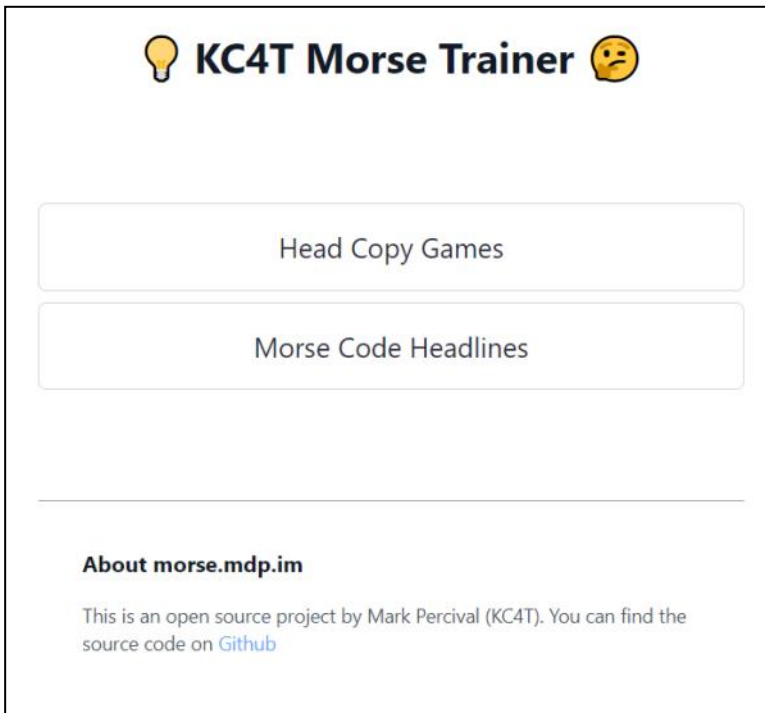 💡 KC4T Morse Trainer 🤔
Head Copy Games
Morse Code Headlines
About morse.mdp.im
This is an open source project by Mark Percival (KC4T). You can find the
source code on Github